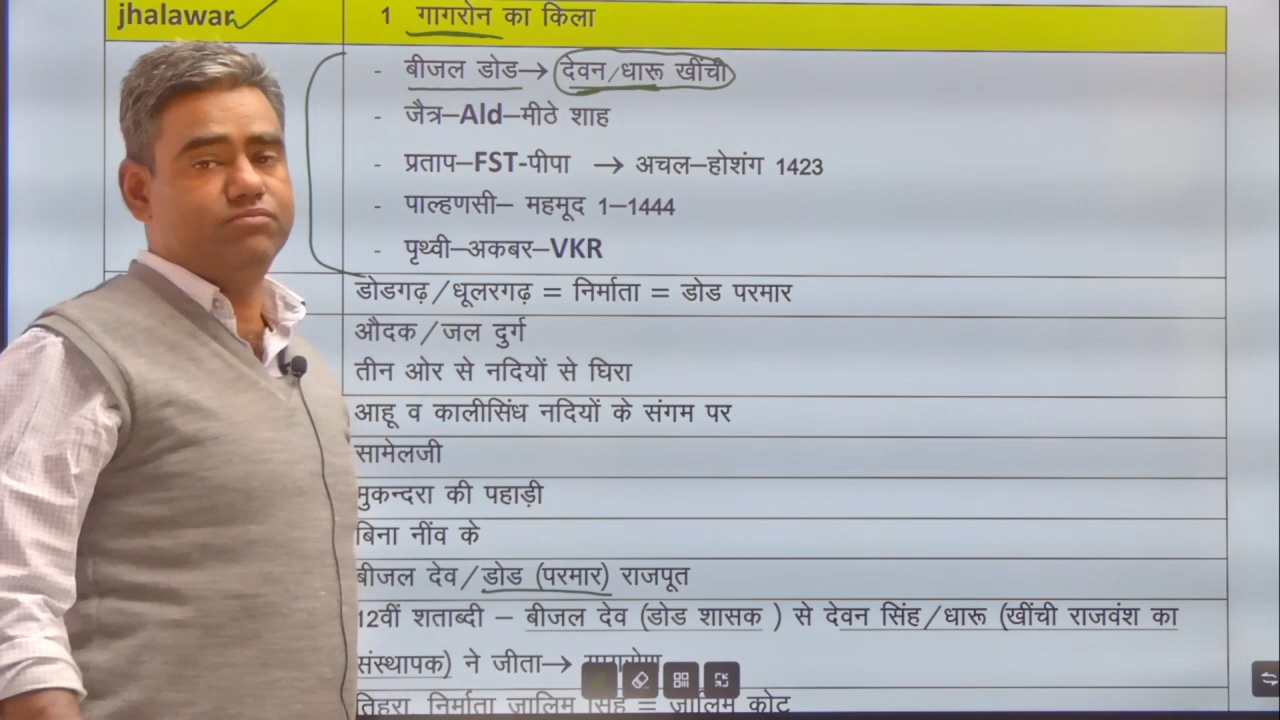 jhalawar
1 गागरोन का किला
- बीजल डोड→ देवन/धारू खींची
- जैत्र–Ald–मीठे शाह
- प्रताप–FST-पीपा → अचल–होशंग 1423
- पाल्हणसी– महमूद 1–1444
- पृथ्वी–अकबर–VKR
डोडगढ़/धूलरगढ़ = निर्माता = डोड परमार
औदक/जल दुर्ग
तीन ओर से नदियों से घिरा
आहू व कालीसिंध नदियों के संगम पर
सामेलजी
मुकन्दरा की पहाड़ी
बिना नींव के
बीजल देव/डोड (परमार) राजपूत
12वीं शताब्दी – बीजल देव (डोड शासक ) से देवन सिंह/धारू (खींची राजवंश का
संस्थापक) ने जीता→
तिहरा, निर्माता जालिम सिंह = जालिम कोट